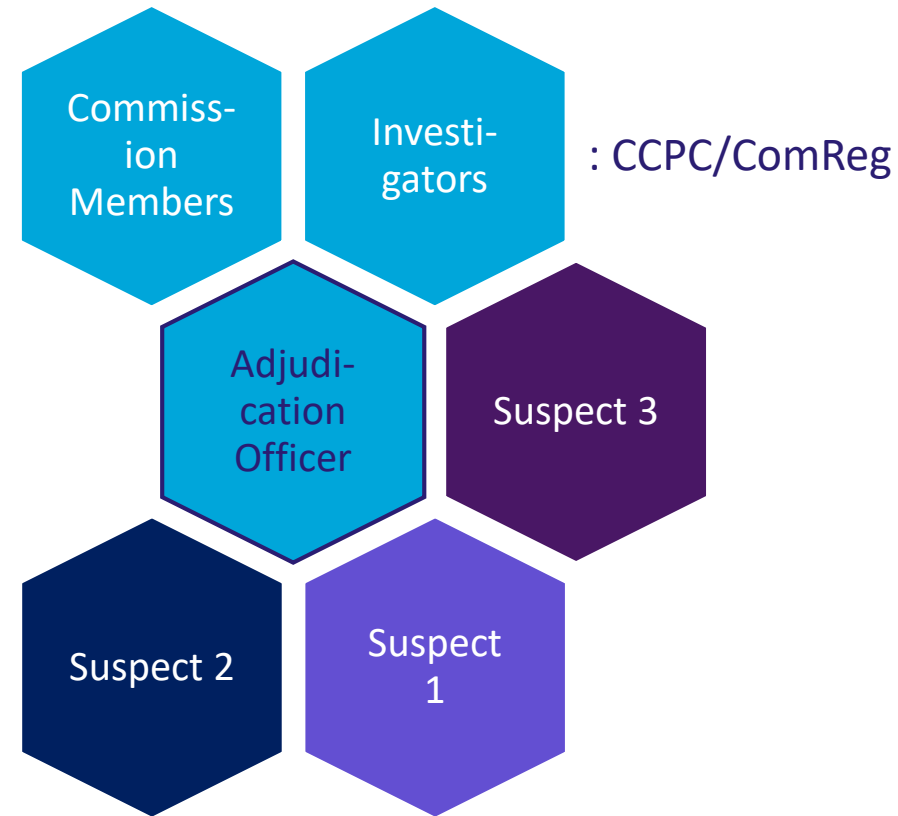 Commiss-
ion
Members
Investi-
gators
: CCPC/ComReg
Adjudi-
cation
Officer
Suspect 3
Suspect 2
Suspect
1